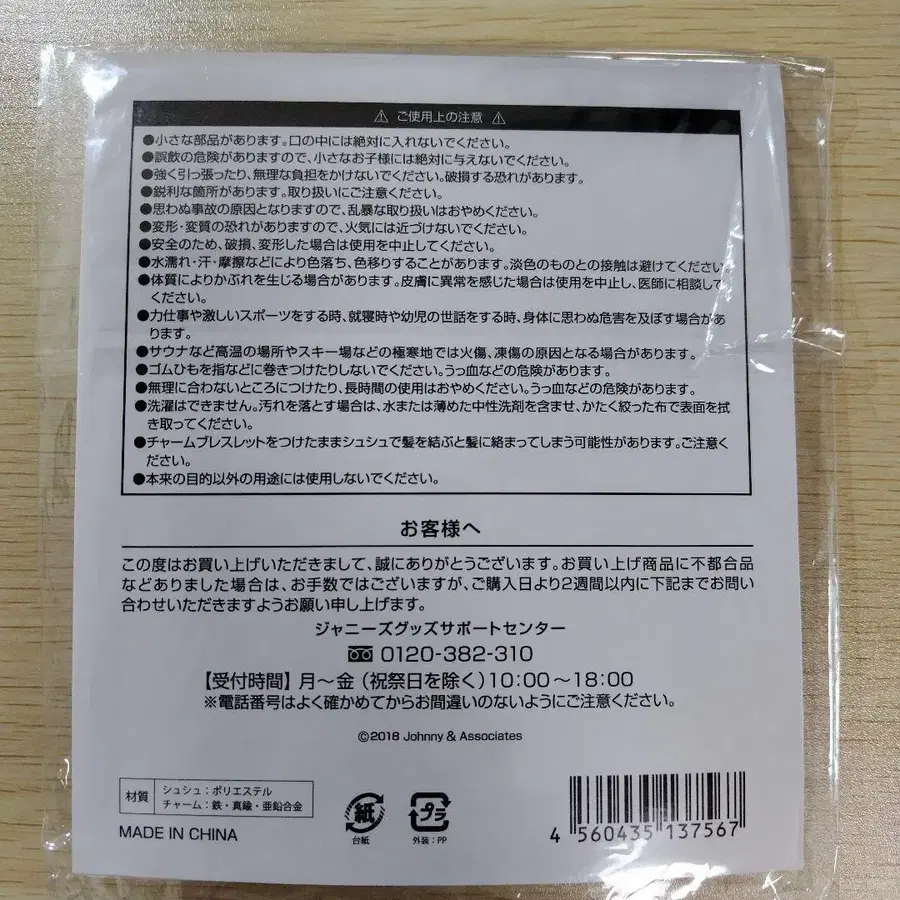 ⚠ ご使用上の注意 ⚠
●小さな部品があります。口の中には絶対に入れないでください。
●誤飲の危険がありますので、小さなお子様には絶対に与えないでください。
●強く引っ張ったり、無理な負担をかけないでください。破損する恐れがあります。
●鋭利な箇所があります。取り扱いにご注意ください。
●思わぬ事故の原因となりますので、乱暴な取り扱いはおやめください。
●変形・変質の恐れがありますので、火気には近づけないでください。
●安全のため、破損、変形した場合は使用を中止してください。
●水濡れ・汗・摩擦などにより色落ち、色移りすることがあります。淡色のものとの接触は避けてください
●体質によりかぶれを生じる場合があります。皮膚に異常を感じた場合は使用を中止し、医師に相談して
ください。
●力仕事や激しいスポーツをする時、就寝時や幼児の世話をする時、身体に思わぬ危害を及ぼす場合があ
ります。
●サウナなど高温の場所やスキー場などの極寒地では火傷、凍傷の原因となる場合があります。
●ゴムひもを指などに巻きつけたりしないでください。うっ血などの危険があります。
●無理に合わないところにつけたり、長時間の使用はおやめください。うっ血などの危険があります。
●洗濯はできません。汚れを落とす場合は、水または薄めた中性洗剤を含ませ、かたく絞った布で表面を拭
き取ってください。
●チャームブレスレットをつけたままシュシュで髪を結ぶと髪に絡まってしまう可能性があります。ご注意く
ださい。
●本来の目的以外の用途には使用しないでください。
お客様へ
この度はお買い上げいただきまして、誠にありがとうございます。お買い上げ商品に不都合品
などありました場合は、お手数ではございますが、ご購入日より2週間以内に下記までお問い
合わせいただきますようお願い申し上げます。
ジャニーズグッズサポートセンター
0120-382-310
【受付時間】月～金（祝祭日を除く）10:00～18:00
※電話番号はよく確かめてからお間違いのないようにご注意ください。
©2018 Johnny & Associates
材質
シュシュ：ポリエステル
チャーム：鉄・真鍮・亜鉛合金
MADE IN CHINA
紙
台紙
プラ
外装：PP
4 560435 137567